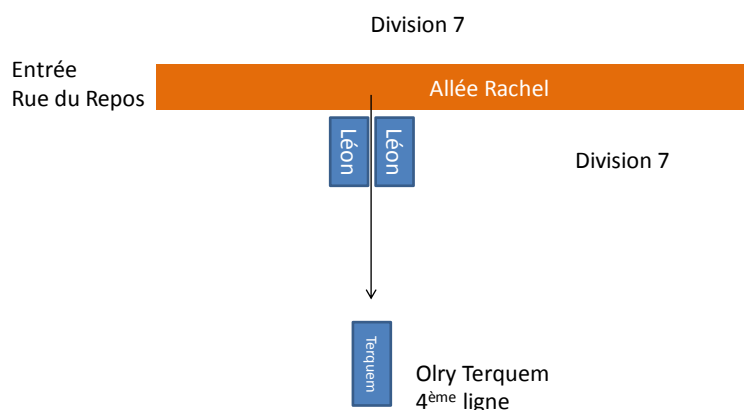 Division 7
Entrée
Rue du Repos
Allée Rachel
Léon
Léon
Division 7
Terquem
Olry Terquem
4ème ligne